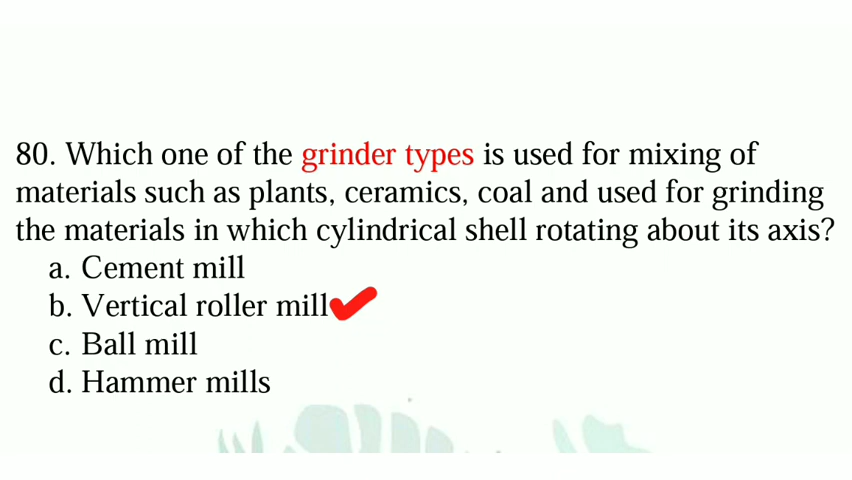 80. Which one of the grinder types is used for mixing of
materials such as plants, ceramics, coal and used for grinding
the materials in which cylindrical shell rotating about its axis?
a. Cement mill
b. Vertical roller mill
c. Ball mill
d. Hammer mills